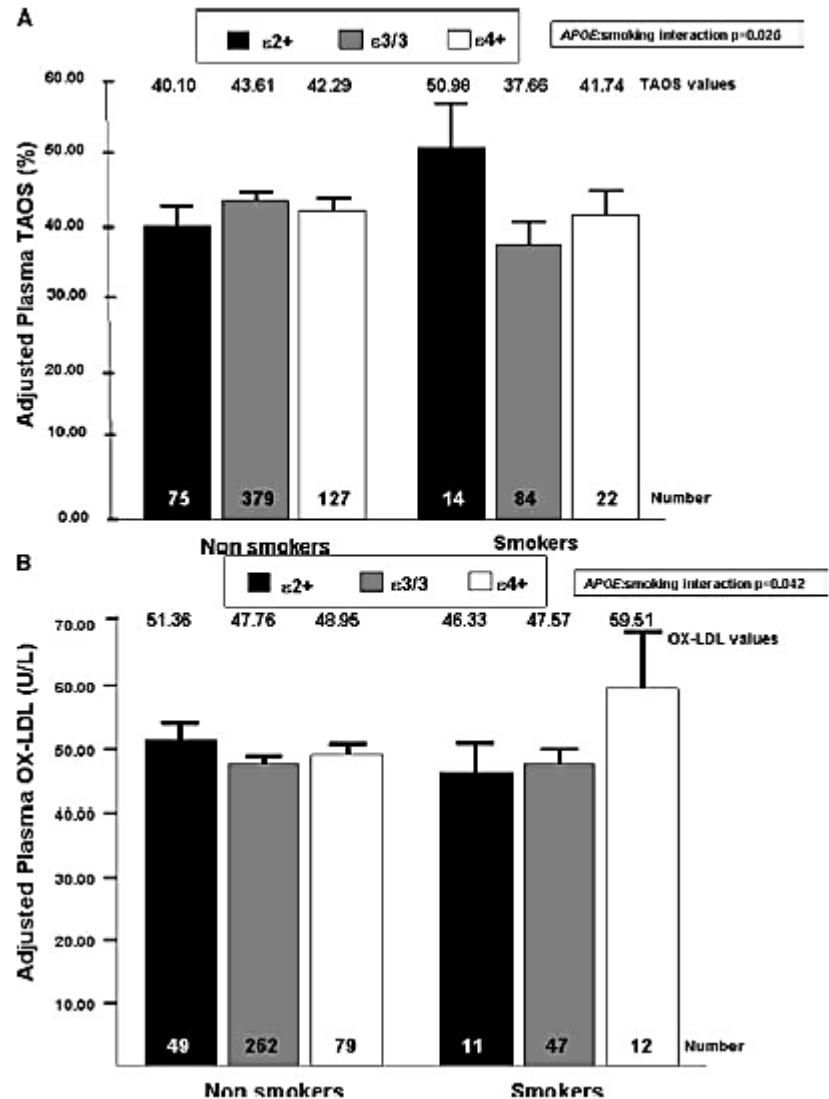 A
ε2+ ε3/3 ε4+
APOE:smoking interaction p=0.026
60.00 40.10 43.61 42.29 50.98 37.66 41.74 TAOS values
50.00
40.00
30.00
20.00
10.00
0.00
Adjusted Plasma TAOS (%)
75 379 127 14 84 22 Number
Non smokers Smokers
B
ε2+ ε3/3 ε4+
APOE:smoking interaction p=0.042
70.00 51.36 47.76 48.95 46.33 47.57 59.51
OX-LDL values
60.00
50.00
40.00
30.00
20.00
10.00
Adjusted Plasma OX-LDL (U/L)
49 262 79 11 47 12 Number
Non smokers Smokers